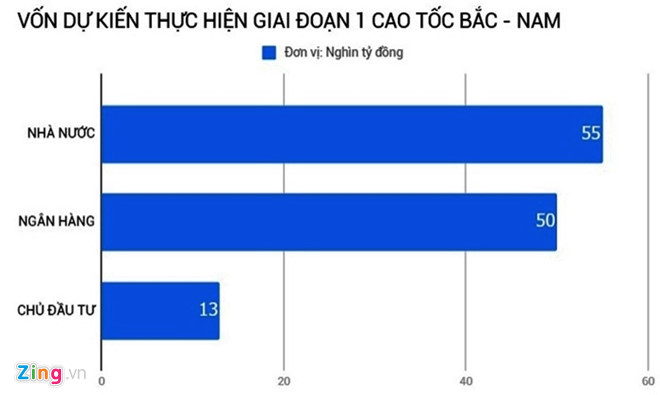 VỐN DỰ KIẾN THỰC HIỆN GIAI ĐOẠN 1 CAO TỐC BẮC - NAM
Đơn vị: Nghìn tỷ đồng
NHÀ NƯỚC
55
NGÂN HÀNG
50
CHỦ ĐẦU TƯ
13
Zing.vn
0
20
40
60